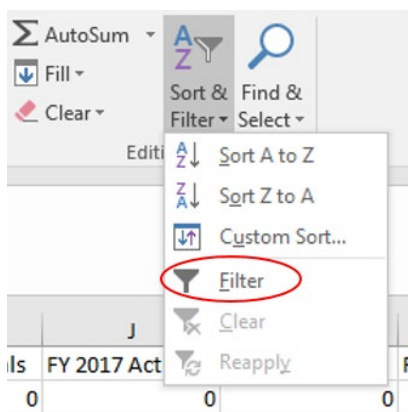 AutoSum
Fill
Clear
Sort &
Filter
Find &
Select
Editi
Sort A to Z
Sort Z to A
Custom Sort...
Filter
Clear
Reapply
J
ls FY 2017 Act
0 0 0